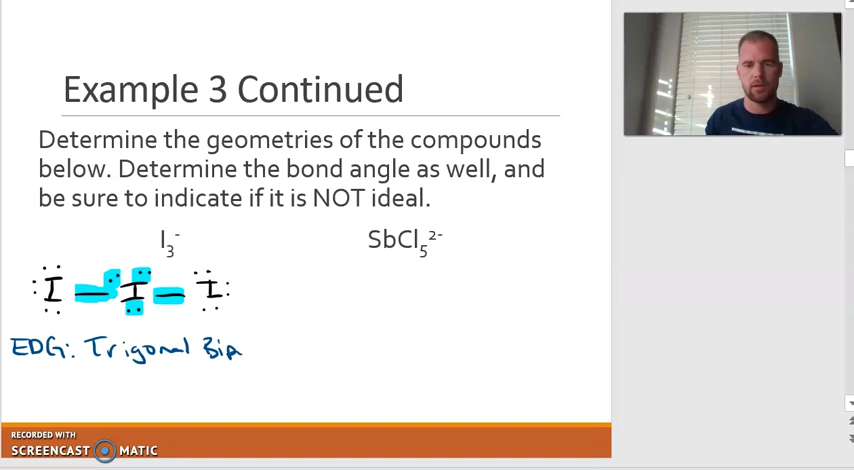 Example 3 Continued
Determine the geometries of the compounds
below. Determine the bond angle as well, and
be sure to indicate if it is NOT ideal.
I₃⁻ SbCl₅²⁻
I — I — I
EDG: Trigonal Bip
RECORDED WITH
SCREENCAST MATIC